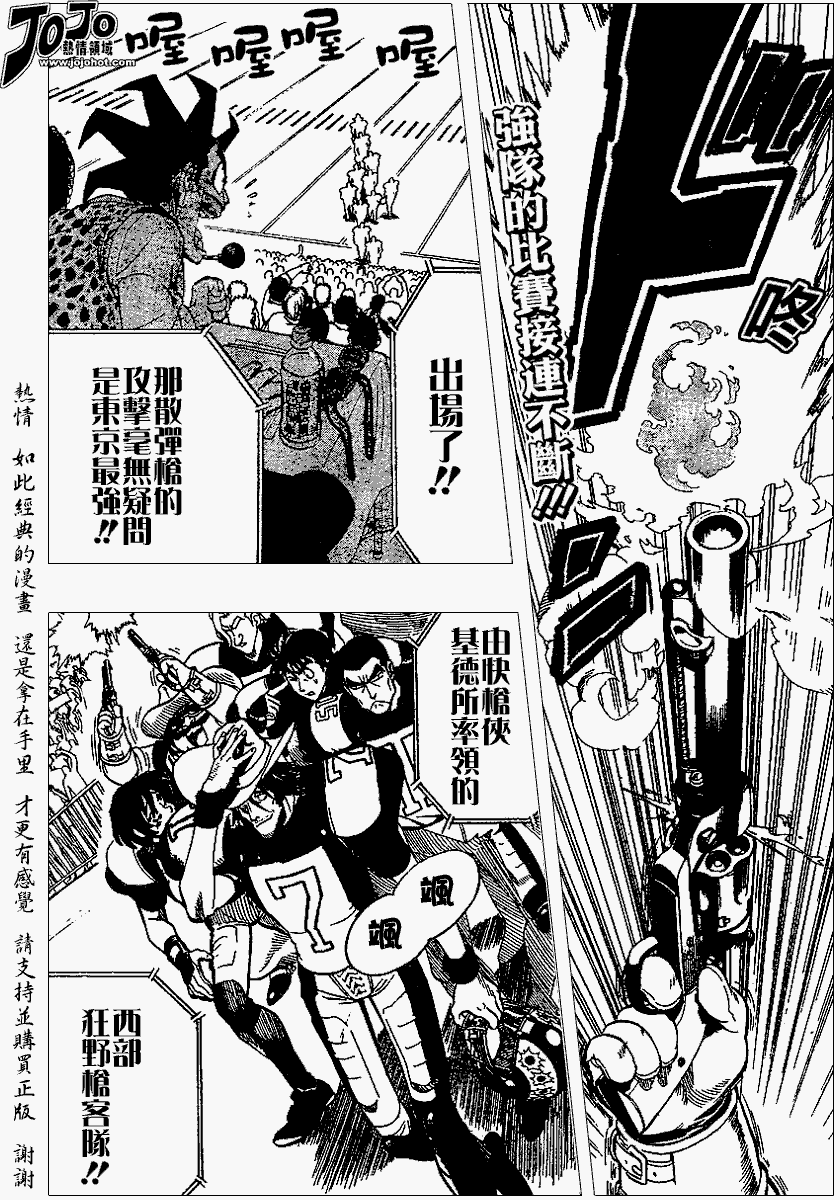 JOJO
熱情領域
www.jojohot.com
ド
ンッ
咚
強隊的比賽接連不斷!!!
喔
喔
喔
喔
出場了!!
那散彈槍的
攻擊毫無疑問
是東京最強!!
由快槍俠
基德所率領的
7
颯
颯
西部
狂野槍客隊!!
熱情 如此經典的漫畫 還是拿在手里 才更有感覺 請支持並購買正版 謝謝